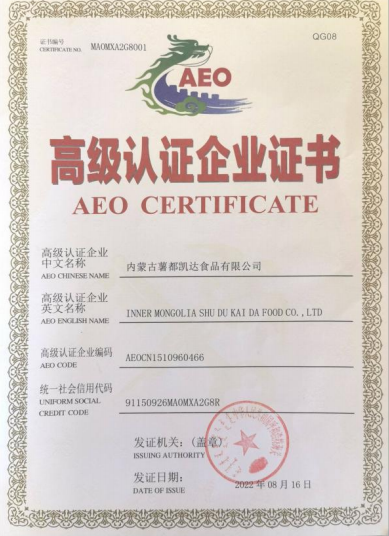 证书编号
CERTIFICATE NO.
MAOMXA2G8001
QG08
AEO
高级认证企业证书
AEO CERTIFICATE
高级认证企业
中文名称
AEO CHINESE NAME
内蒙古薯都凯达食品有限公司
高级认证企业
英文名称
AEO ENGLISH NAME
INNER MONGOLIA SHU DU KAI DA FOOD CO.,LTD
高级认证企业编码
AEO CODE
AEOCN1510960466
统一社会信用代码
UNIFORM SOCIAL
CREDIT CODE
91150926MA0MXA2G8R
发证机关：(盖章)
ISSUING AUTHORITY
发证日期：
DATE OF ISSUE
2022 年 08 月 16 日